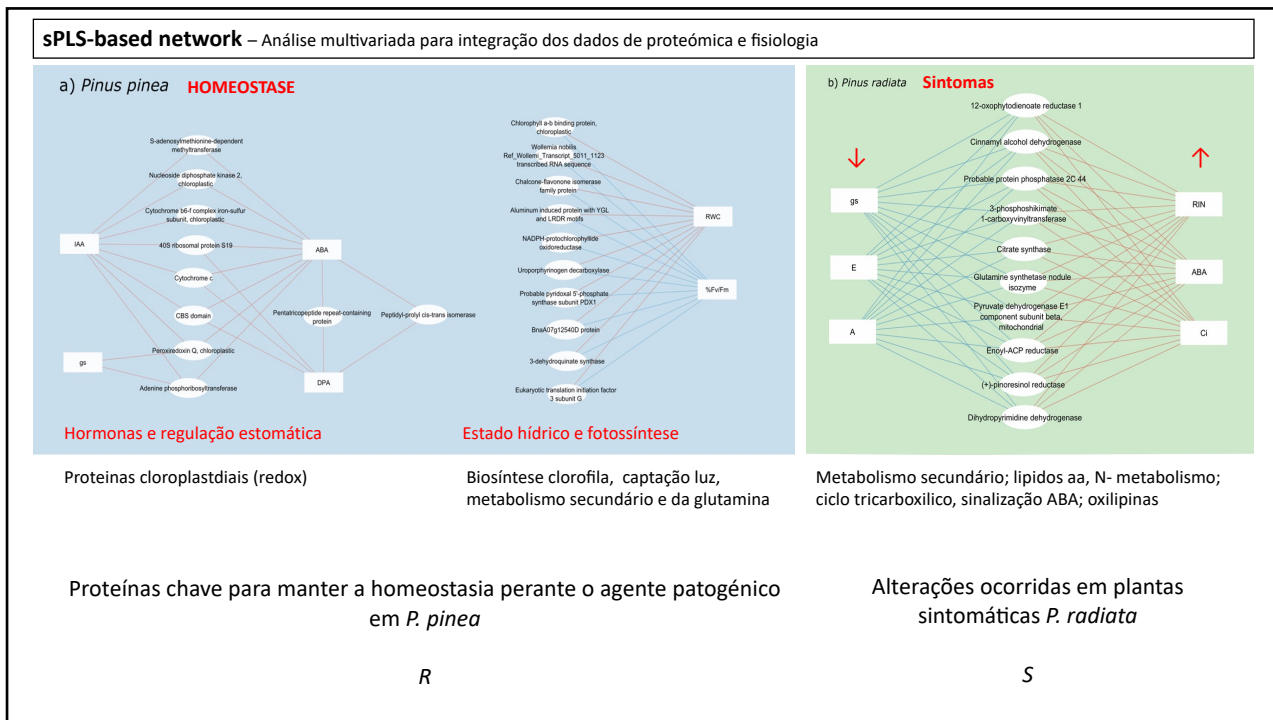 sPLS-based network – Análise multivariada para integração dos dados de proteómica e fisiologia
a) Pinus pinea HOMEOSTASE
S-adenosylmethionine-dependent
methyltransferase
Nucleoside diphosphate kinase 2,
chloroplastic
Cytochrome b6-f complex iron-sulfur
subunit, chloroplastic
IAA
40S ribosomal protein S19
ABA
Cytochrome c
CBS domain
Pentatricopeptide repeat-containing
protein
Peptidyl-prolyl cis-trans isomerase
Peroxiredoxin Q, chloroplastic
gs
DPA
Adenine phosphoribosyltransferase
Hormonas e regulação estomática
Chlorophyll a-b binding protein,
chloroplastic
Wollemia nobilis
Ref_Wollemi_Transcript_5011_1123
transcribed RNA sequence
Chalcone-flavonone isomerase
family protein
Aluminum induced protein with YGL
and LRDR motifs
RWC
NADPH-protochlorophyllide
oxidoreductase
Uroporphyrinogen decarboxylase
%Fv/Fm
Probable pyridoxal 5'-phosphate
synthase subunit PDX1
BnaA07g12540D protein
3-dehydroquinate synthase
Eukaryotic translation initiation factor
3 subunit G
Estado hídrico e fotossíntese
b) Pinus radiata Sintomas
12-oxophytodienoate reductase 1
Cinnamyl alcohol dehydrogenase
↓
↑
Probable protein phosphatase 2C 44
gs
3-phosphoshikimate
1-carboxyvinyltransferase
RIN
Citrate synthase
E
Glutamine synthetase nodule
isozyme
ABA
Pyruvate dehydrogenase E1
component subunit beta,
mitochondrial
A
Ci
Enoyl-ACP reductase
(+)-pinoresinol reductase
Dihydropyrimidine dehydrogenase
Proteinas cloroplastdiais (redox)
Biosíntese clorofila, captação luz,
metabolismo secundário e da glutamina
Metabolismo secundário; lipidos aa, N- metabolismo;
ciclo tricarboxilico, sinalização ABA; oxilipinas
Proteínas chave para manter a homeostasia perante o agente patogénico
em P. pinea
R
Alterações ocorridas em plantas
sintomáticas P. radiata
S